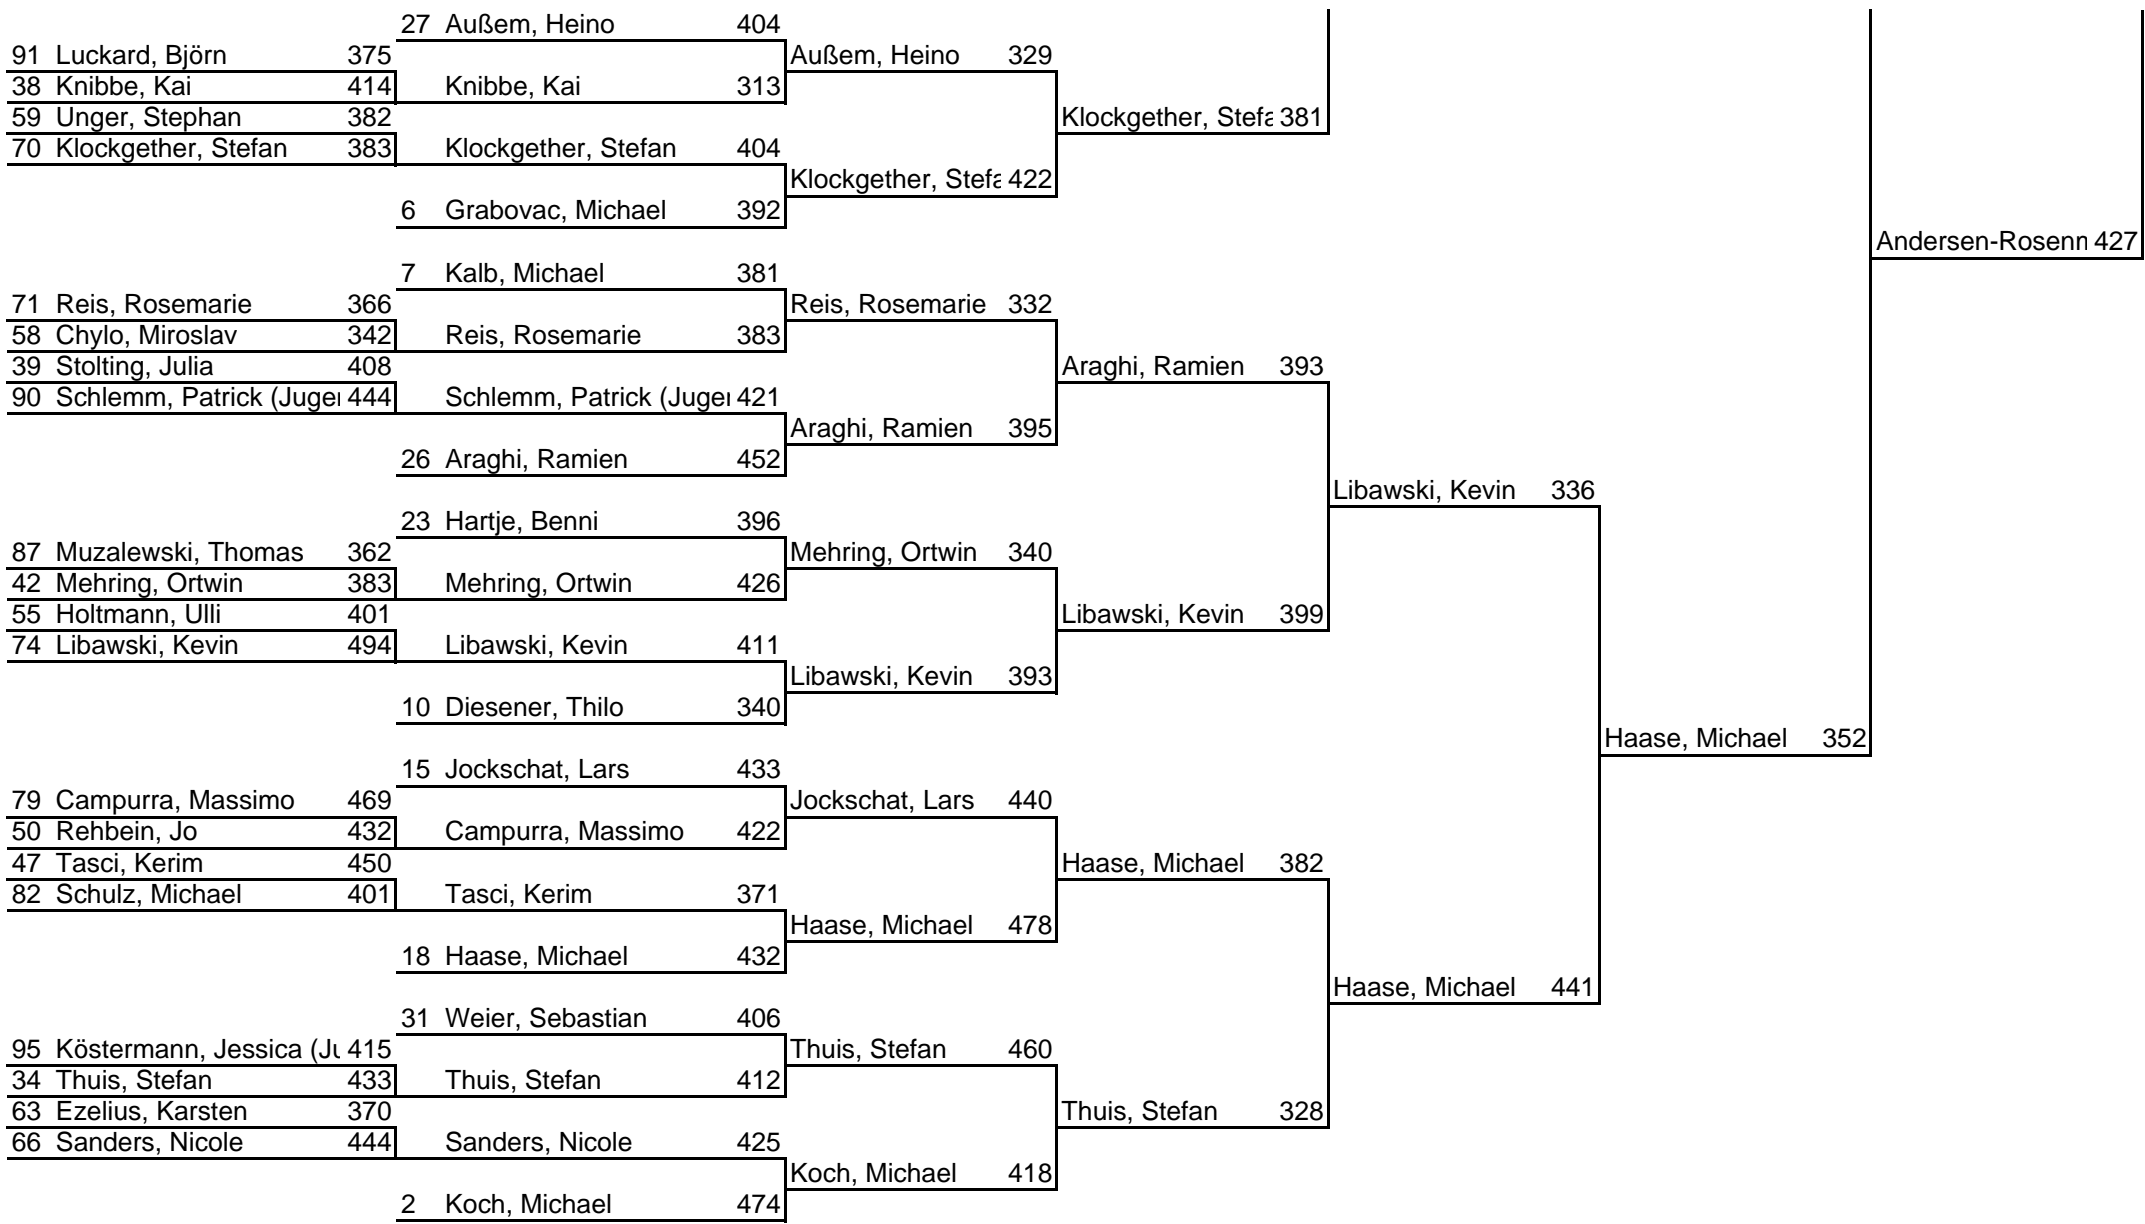 27 Außem, Heino 404
91 Luckard, Björn 375 Außem, Heino 329
38 Knibbe, Kai 414 Knibbe, Kai 313
59 Unger, Stephan 382 Klockgether, Stefa 381
70 Klockgether, Stefan 383 Klockgether, Stefan 404
Klockgether, Stefa 422
6 Grabovac, Michael 392
Andersen-Rosenn 427
7 Kalb, Michael 381
71 Reis, Rosemarie 366 Reis, Rosemarie 332
58 Chylo, Miroslav 342 Reis, Rosemarie 383
39 Stolting, Julia 408 Araghi, Ramien 393
90 Schlemm, Patrick (Jugen 444 Schlemm, Patrick (Jugen 421
Araghi, Ramien 395
26 Araghi, Ramien 452
Libawski, Kevin 336
23 Hartje, Benni 396
87 Muzalewski, Thomas 362 Mehring, Ortwin 340
42 Mehring, Ortwin 383 Mehring, Ortwin 426
55 Holtmann, Ulli 401 Libawski, Kevin 399
74 Libawski, Kevin 494 Libawski, Kevin 411
Libawski, Kevin 393
10 Diesener, Thilo 340
Haase, Michael 352
15 Jockschat, Lars 433
79 Campurra, Massimo 469 Jockschat, Lars 440
50 Rehbein, Jo 432 Campurra, Massimo 422
47 Tasci, Kerim 450 Haase, Michael 382
82 Schulz, Michael 401 Tasci, Kerim 371
Haase, Michael 478
18 Haase, Michael 432
Haase, Michael 441
31 Weier, Sebastian 406
95 Köstermann, Jessica (Ju 415 Thuis, Stefan 460
34 Thuis, Stefan 433 Thuis, Stefan 412
63 Ezelius, Karsten 370 Thuis, Stefan 328
66 Sanders, Nicole 444 Sanders, Nicole 425
Koch, Michael 418
2 Koch, Michael 474